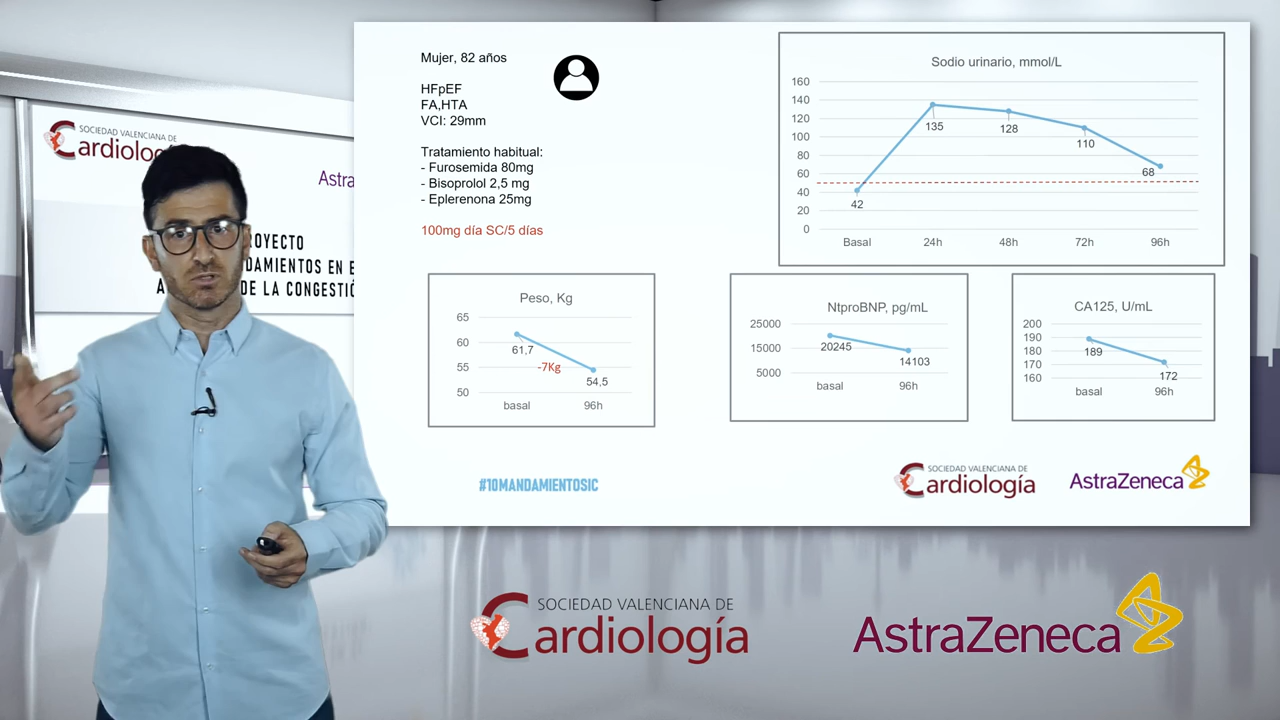 SOCIEDAD VALENCIANA DE
Cardiolog
Astra
ROYECTO
DAMIENTOS EN E
A
DE LA CONGESTIÓ
Mujer, 82 años
HFpEF
FA,HTA
VCI: 29mm
Tratamiento habitual:
- Furosemida 80mg
- Bisoprolol 2,5 mg
- Eplerenona 25mg
100mg día SC/5 días
Sodio urinario, mmol/L
160
140
120
100
80
60
40
20
0
42
135
128
110
68
Basal 24h 48h 72h 96h
Peso, Kg
65
60
55
50
61,7
-7Kg
54,5
basal 96h
NtproBNP, pg/mL
25000
15000
5000
20245
14103
basal 96h
CA125, U/mL
200
190
180
170
160
189
172
basal 96h
#10MANDAMIENTOSIC
SOCIEDAD VALENCIANA DE
Cardiología
AstraZeneca
SOCIEDAD VALENCIANA DE
Cardiología
AstraZeneca